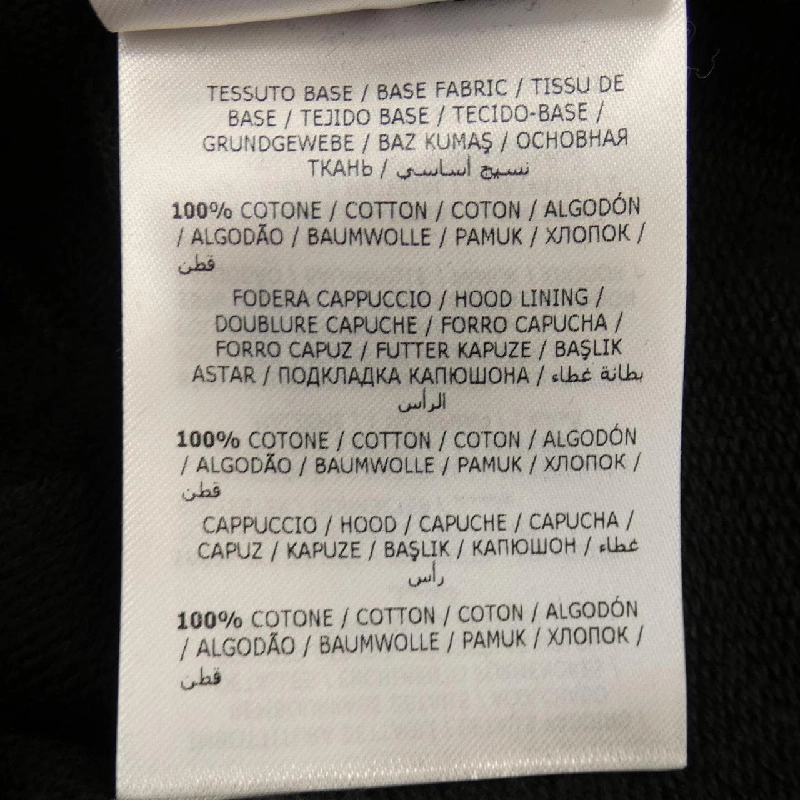 TESSUTO BASE / BASE FABRIC / TISSU DE
BASE / TEJIDO BASE / TECIDO-BASE /
GRUNDGEWEBE / BAZ KUMAŞ / ОСНОВНАЯ
ТКАНЬ / نسيج أساسي
100% COTONE / COTTON / COTON / ALGODÓN
/ ALGODÃO / BAUMWOLLE / PAMUK / ХЛОПОК /
قطن
FODERA CAPPUCCIO / HOOD LINING /
DOUBLURE CAPUCHE / FORRO CAPUCHA /
FORRO CAPUZ / FUTTER KAPUZE / BAŞLIK
ASTAR / ПОДКЛАДКА КАПЮШОНА / بطانة غطاء
الرأس
100% COTONE / COTTON / COTON / ALGODÓN
/ ALGODÃO / BAUMWOLLE / PAMUK / ХЛОПОК /
قطن
CAPPUCCIO / HOOD / CAPUCHE / CAPUCHA /
CAPUZ / KAPUZE / BAŞLIK / КАПЮШОН / غطاء
رأس
100% COTONE / COTTON / COTON / ALGODÓN
/ ALGODÃO / BAUMWOLLE / PAMUK / ХЛОПОК /
قطن